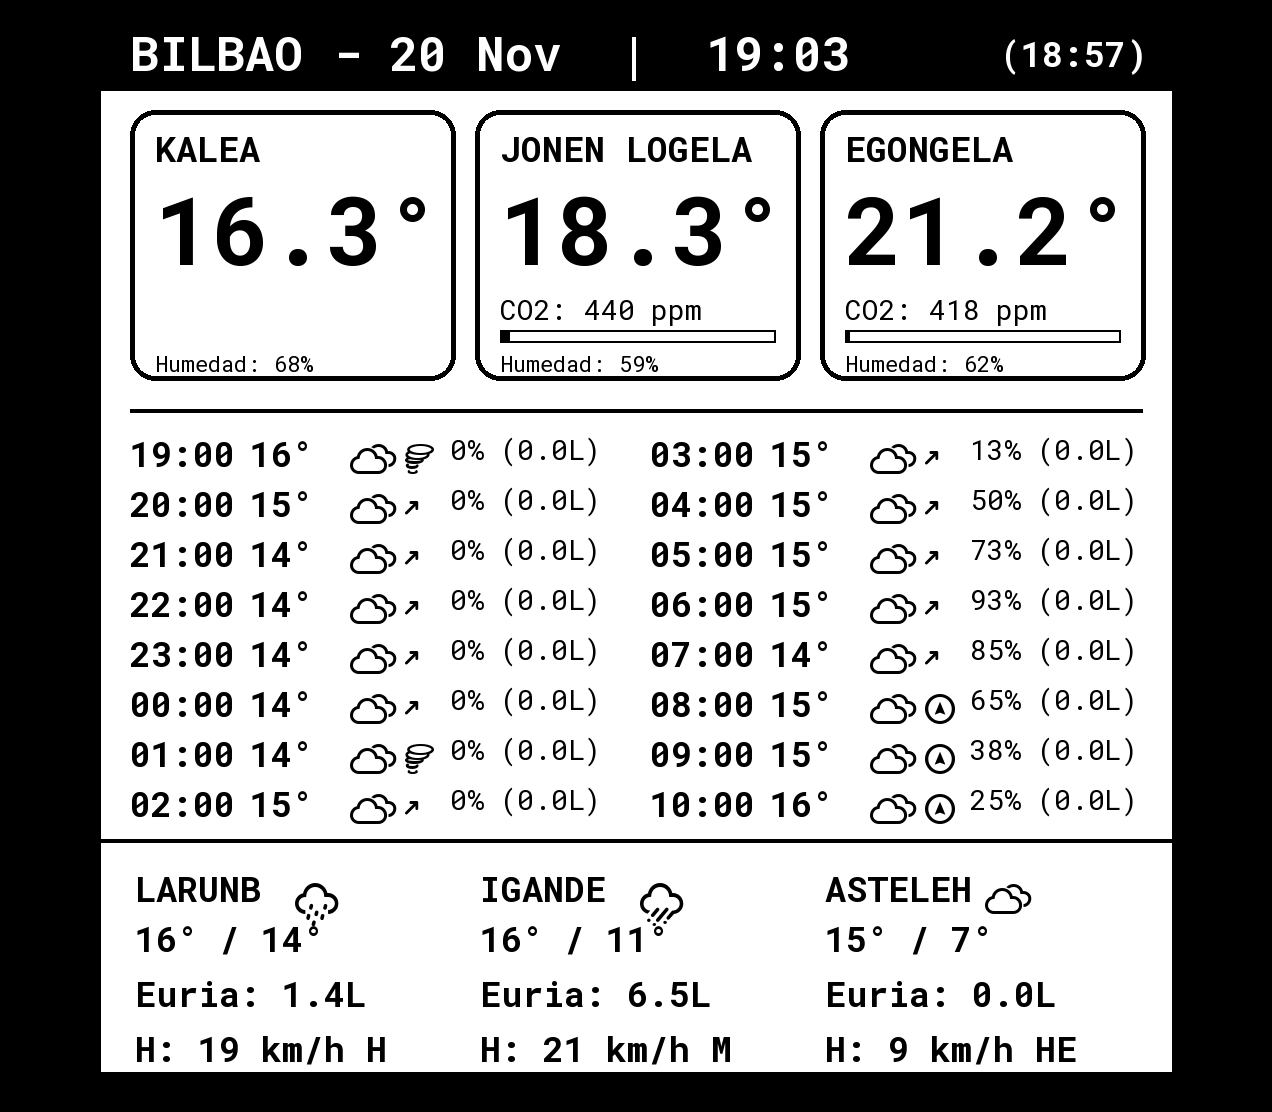 BILBAO - 20 Nov | 19:03 (18:57)
KALEA
16.3°
Humedad: 68%
JONEN LOGELA
18.3°
CO2: 440 ppm
Humedad: 59%
EGONGELA
21.2°
CO2: 418 ppm
Humedad: 62%
19:00 16° 0% (0.0L)
20:00 15° 0% (0.0L)
21:00 14° 0% (0.0L)
22:00 14° 0% (0.0L)
23:00 14° 0% (0.0L)
00:00 14° 0% (0.0L)
01:00 14° 0% (0.0L)
02:00 15° 0% (0.0L)
03:00 15° 13% (0.0L)
04:00 15° 50% (0.0L)
05:00 15° 73% (0.0L)
06:00 15° 93% (0.0L)
07:00 14° 85% (0.0L)
08:00 15° 65% (0.0L)
09:00 15° 38% (0.0L)
10:00 16° 25% (0.0L)
LARUNB
16° / 14°
Euria: 1.4L
H: 19 km/h H
IGANDE
16° / 11°
Euria: 6.5L
H: 21 km/h M
ASTELEH
15° / 7°
Euria: 0.0L
H: 9 km/h HE